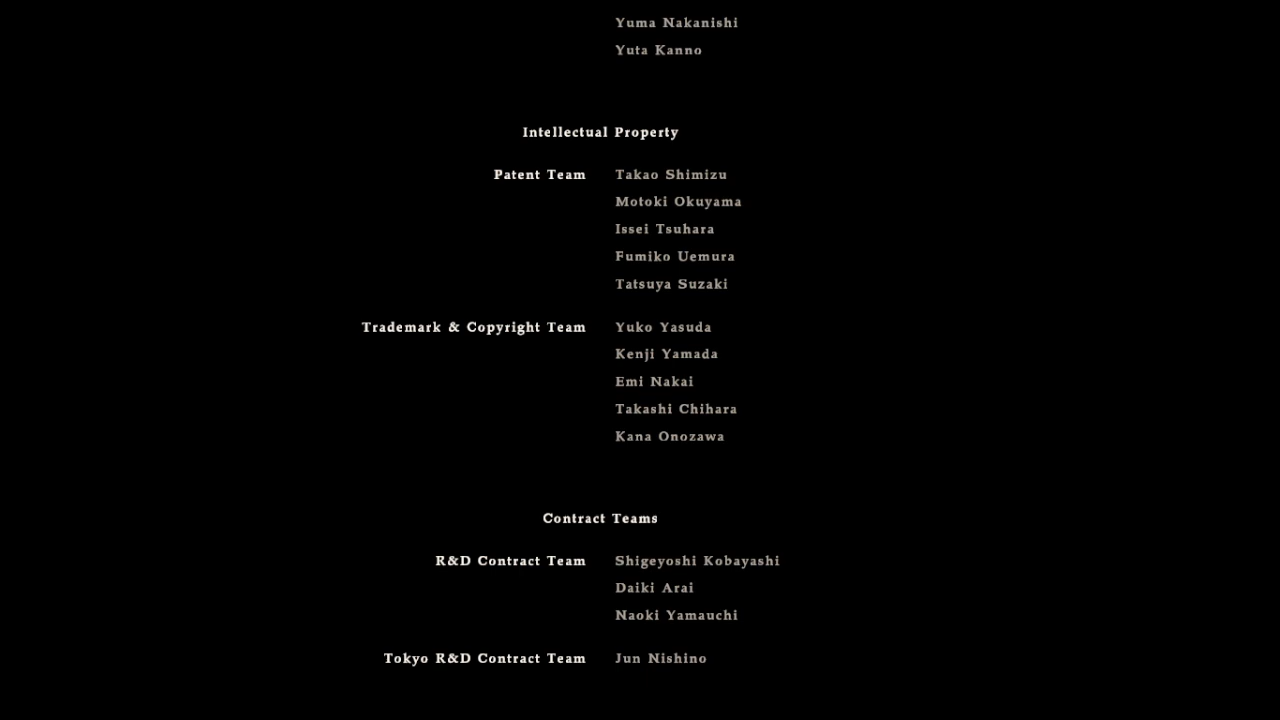 Yuma Nakanishi
Yuta Kanno
Intellectual Property
Patent Team Takao Shimizu
Motoki Okuyama
Issei Tsuhara
Fumiko Uemura
Tatsuya Suzaki
Trademark & Copyright Team Yuko Yasuda
Kenji Yamada
Emi Nakai
Takashi Chihara
Kana Onozawa
Contract Teams
R&D Contract Team Shigeyoshi Kobayashi
Daiki Arai
Naoki Yamauchi
Tokyo R&D Contract Team Jun Nishino